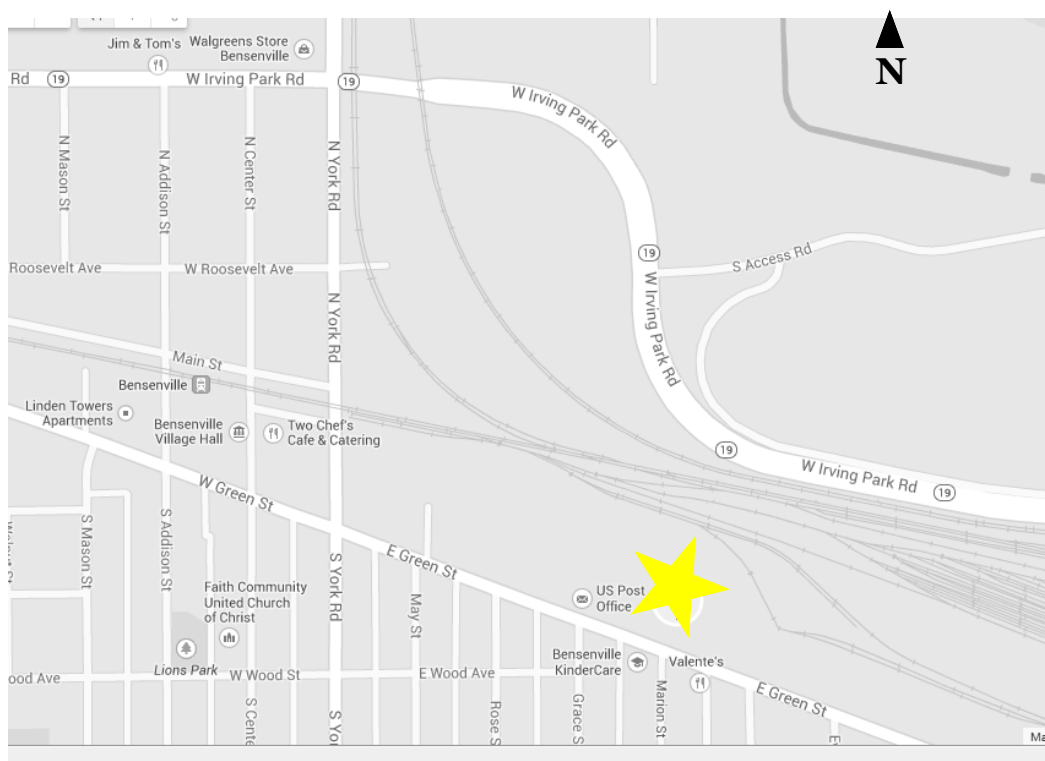 N
Jim & Tom's
Walgreens Store
Bensenville
Rd
19
W Irving Park Rd
19
W Irving Park Rd
N Mason St
N Addison St
N Center St
N York Rd
19
S Access Rd
Roosevelt Ave
W Roosevelt Ave
N York Rd
W Irving Park Rd
Main St
Bensenville
Linden Towers
Apartments
Bensenville
Village Hall
Two Chef's
Cafe & Catering
19
W Irving Park Rd
19
W Green St
S Mason St
S Addison St
S York Rd
E Green St
May St
US Post
Office
Faith Community
United Church
of Christ
Lions Park
ood Ave
W Wood St
E Wood Ave
Bensenville
KinderCare
Valente's
E Green St
S Cente
S Yor
Rose S
Grace S
Marion St
Ma